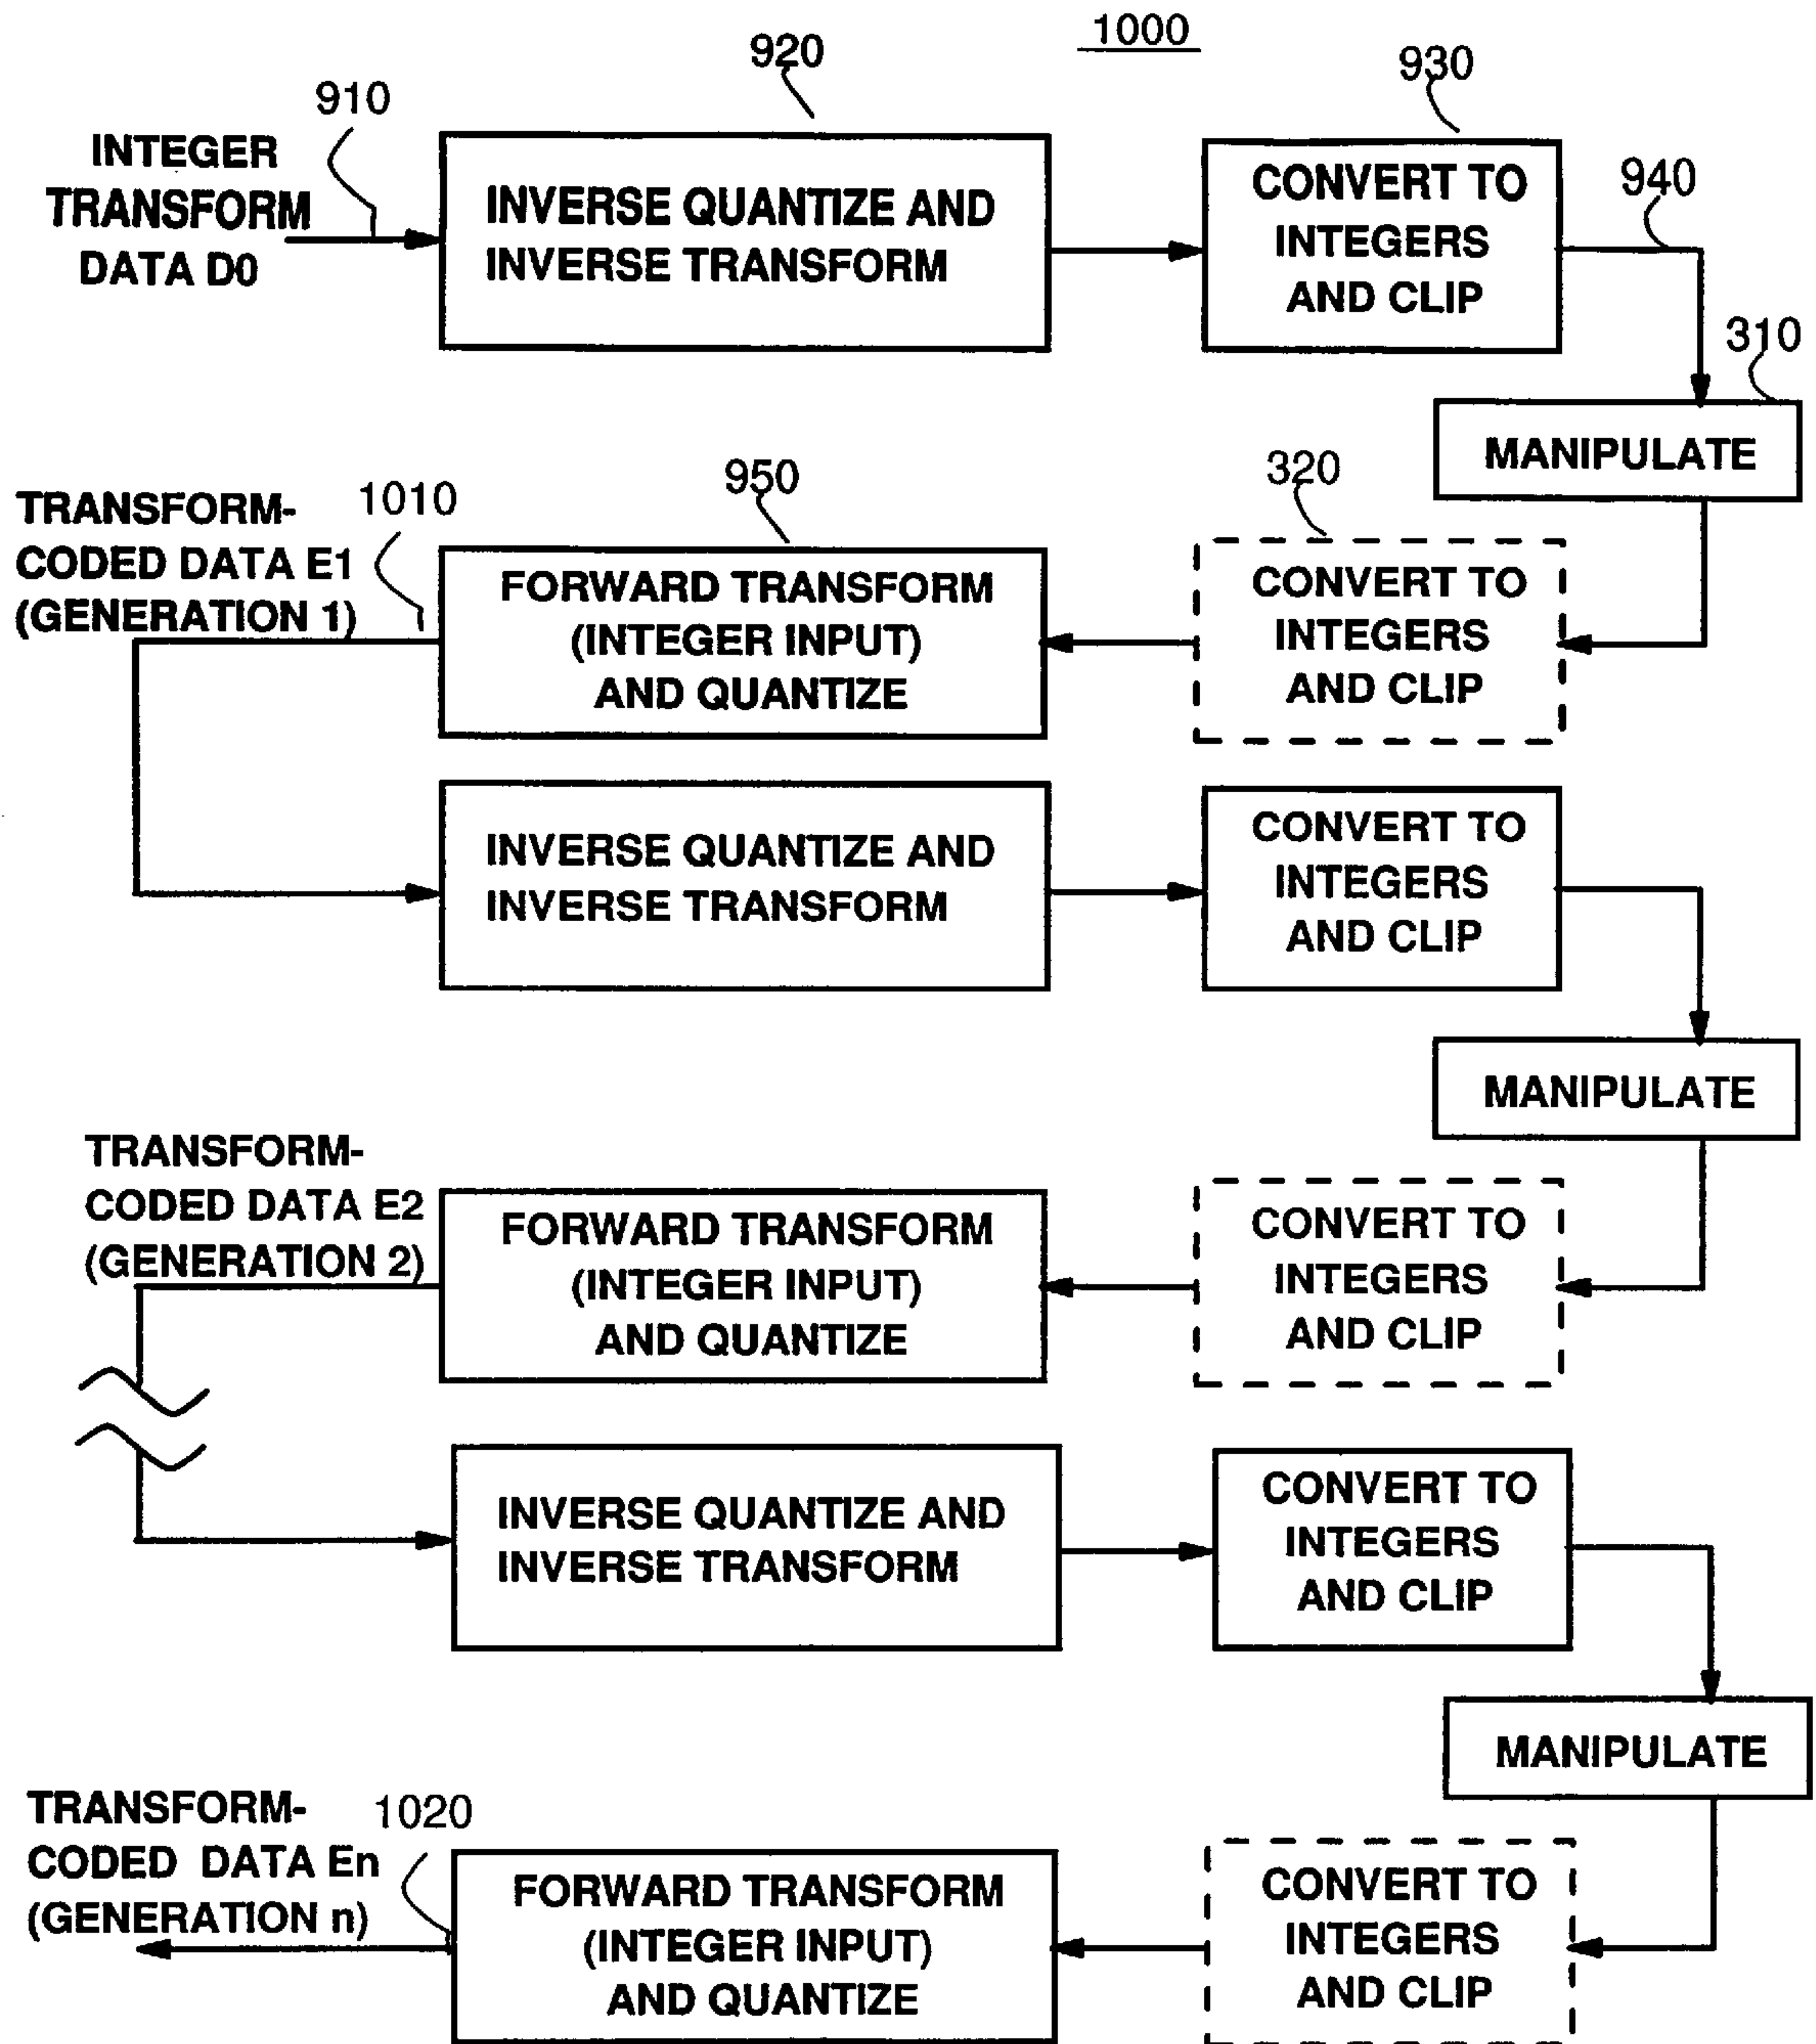 1000
920
930
910
INTEGER
TRANSFORM
DATA D0
INVERSE QUANTIZE AND
INVERSE TRANSFORM
CONVERT TO
INTEGERS
AND CLIP
940
310
MANIPULATE
TRANSFORM-
CODED DATA E1
(GENERATION 1)
1010
950
FORWARD TRANSFORM
(INTEGER INPUT)
AND QUANTIZE
320
CONVERT TO
INTEGERS
AND CLIP
INVERSE QUANTIZE AND
INVERSE TRANSFORM
CONVERT TO
INTEGERS
AND CLIP
MANIPULATE
TRANSFORM-
CODED DATA E2
(GENERATION 2)
FORWARD TRANSFORM
(INTEGER INPUT)
AND QUANTIZE
CONVERT TO
INTEGERS
AND CLIP
INVERSE QUANTIZE AND
INVERSE TRANSFORM
CONVERT TO
INTEGERS
AND CLIP
MANIPULATE
TRANSFORM-
CODED DATA En
(GENERATION n)
1020
FORWARD TRANSFORM
(INTEGER INPUT)
AND QUANTIZE
CONVERT TO
INTEGERS
AND CLIP